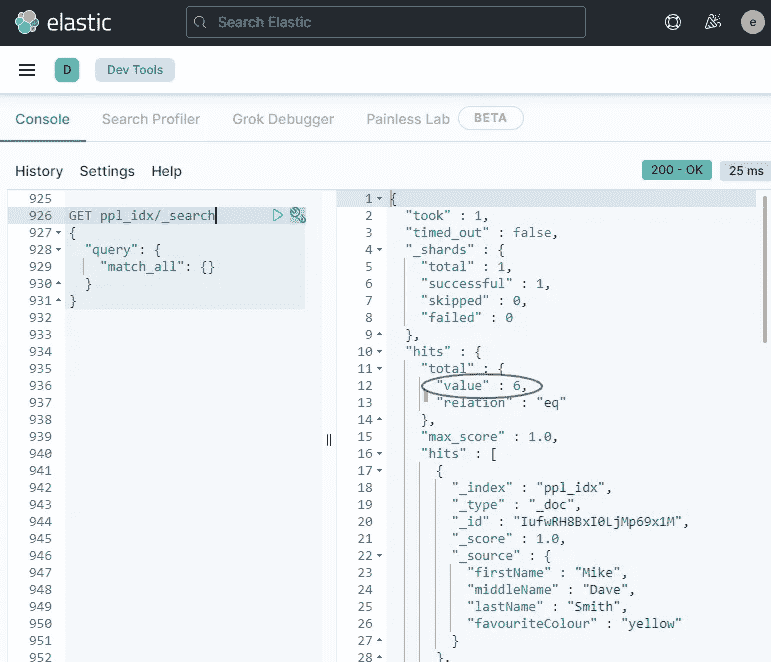 elastic
Search Elastic
e
D
Dev Tools
Console
Search Profiler
Grok Debugger
Painless Lab
BETA
History
Settings
Help
200 - OK
25 ms
925
926 GET ppl_idx/_search
927 {
928 "query": {
929 "match_all": {}
930 }
931 }
932
933
934
935
936
937
938
939
940
941
942
943
944
945
946
947
948
949
950
951
952
1 {
2 "took" : 1,
3 "timed_out" : false,
4 "_shards" : {
5 "total" : 1,
6 "successful" : 1,
7 "skipped" : 0,
8 "failed" : 0
9 },
10 "hits" : {
11 "total" : {
12 "value" : 6,
13 "relation" : "eq"
14 },
15 "max_score" : 1.0,
16 "hits" : [
17 {
18 "_index" : "ppl_idx",
19 "_type" : "_doc",
20 "_id" : "IufwRH8BxI0LjMp69x1M",
21 "_score" : 1.0,
22 "_source" : {
23 "firstName" : "Mike",
24 "middleName" : "Dave",
25 "lastName" : "Smith",
26 "favouriteColour" : "yellow"
27 }
28 },